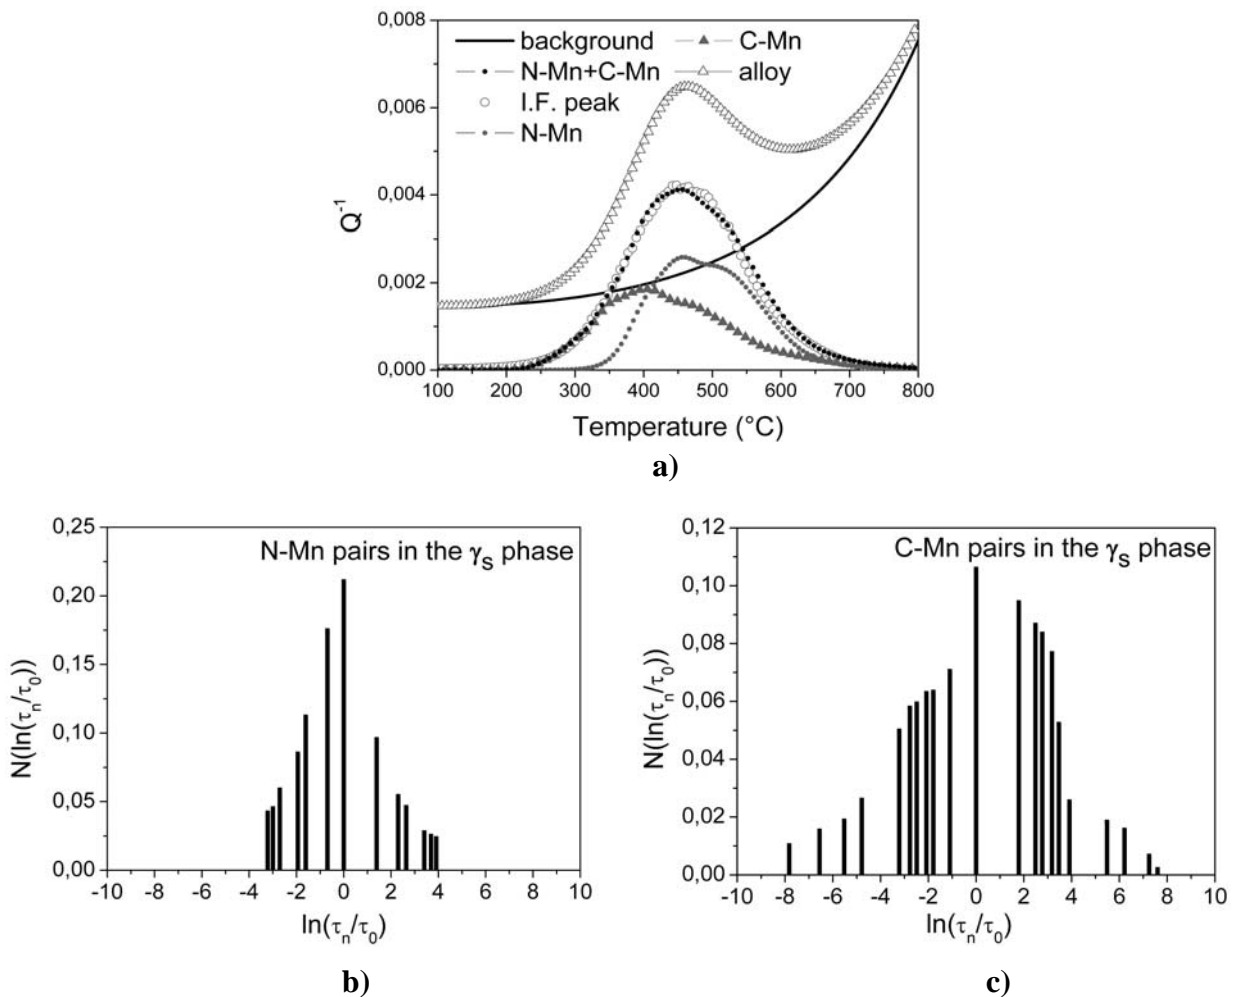 0,008
0,006
0,004
0,002
0,000
Q⁻¹
background
N-Mn+C-Mn
I.F. peak
N-Mn
C-Mn
alloy
100 200 300 400 500 600 700 800
Temperature (°C)
a)
0,25
0,20
0,15
0,10
0,05
0,00
N(ln(τn/τ0))
N-Mn pairs in the γS phase
-10 -8 -6 -4 -2 0 2 4 6 8 10
ln(τn/τ0)
b)
0,12
0,10
0,08
0,06
0,04
0,02
0,00
N(ln(τn/τ0))
C-Mn pairs in the γS phase
-10 -8 -6 -4 -2 0 2 4 6 8 10
ln(τn/τ0)
c)